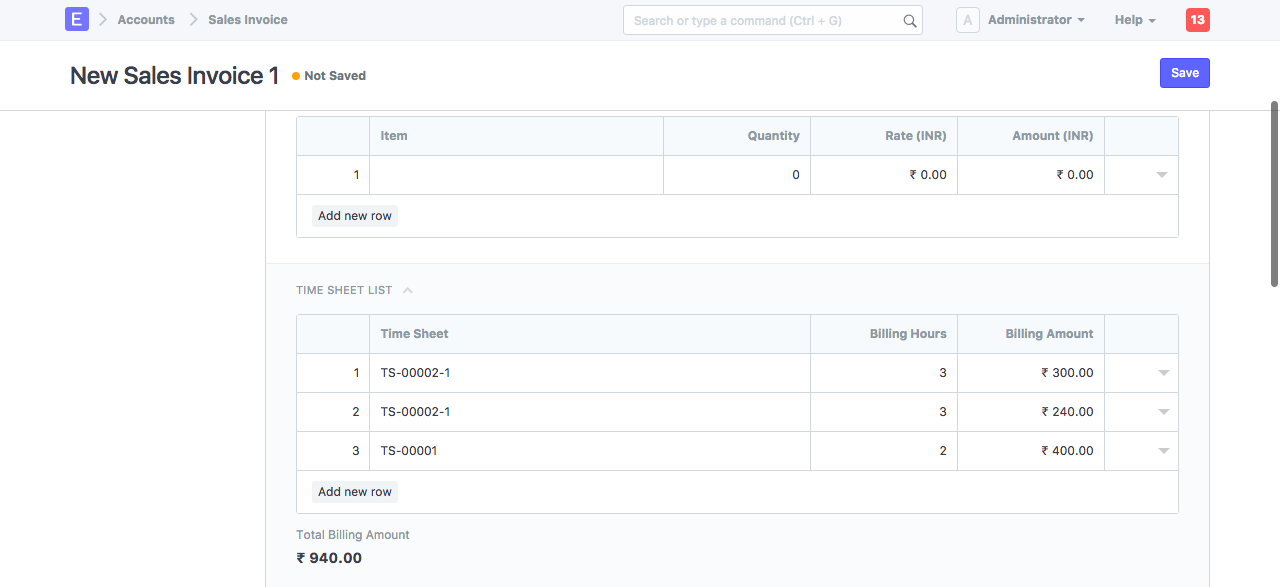 E Accounts Sales Invoice Search or type a command (Ctrl + G) A Administrator Help 13
New Sales Invoice 1 Not Saved Save
Item Quantity Rate (INR) Amount (INR)
1 0 ₹ 0.00 ₹ 0.00
Add new row
TIME SHEET LIST
Time Sheet Billing Hours Billing Amount
1 TS-00002-1 3 ₹ 300.00
2 TS-00002-1 3 ₹ 240.00
3 TS-00001 2 ₹ 400.00
Add new row
Total Billing Amount
₹ 940.00